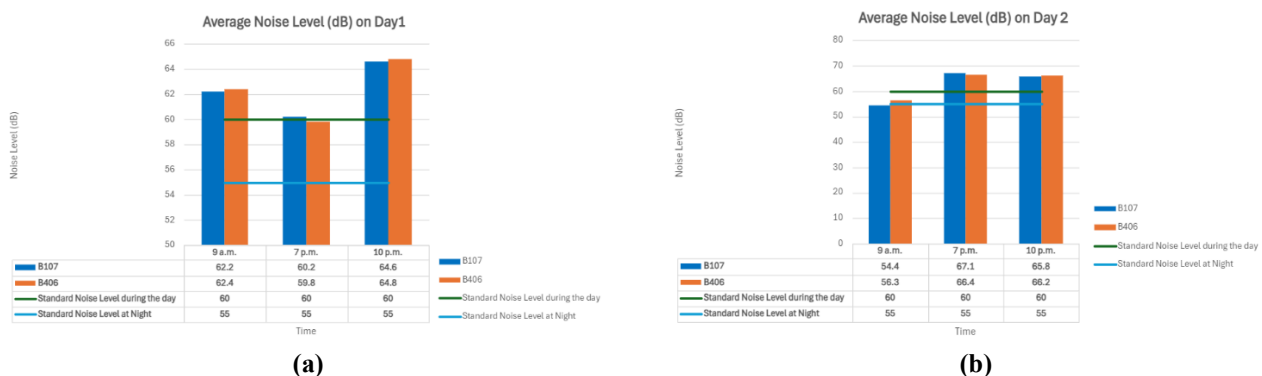 Average Noise Level (dB) on Day1
Noise Level (dB)
66
64
62
60
58
56
54
52
50
9 a.m. 7 p.m. 10 p.m.
B107 62.2 60.2 64.6
B406 62.4 59.8 64.8
Standard Noise Level during the day 60 60 60
Standard Noise Level at Night 55 55 55
Time
B107
B406
Standard Noise Level during the day
Standard Noise Level at Night
(a)
Average Noise Level (dB) on Day 2
Noise Level (dB)
80
70
60
50
40
30
20
10
0
9 a.m. 7 p.m. 10 p.m.
B107 54.4 67.1 65.8
B406 56.3 66.4 66.2
Standard Noise Level during the day 60 60 60
Standard Noise Level at Night 55 55 55
Time
B107
B406
Standard Noise Level during the day
Standard Noise Level at Night
(b)